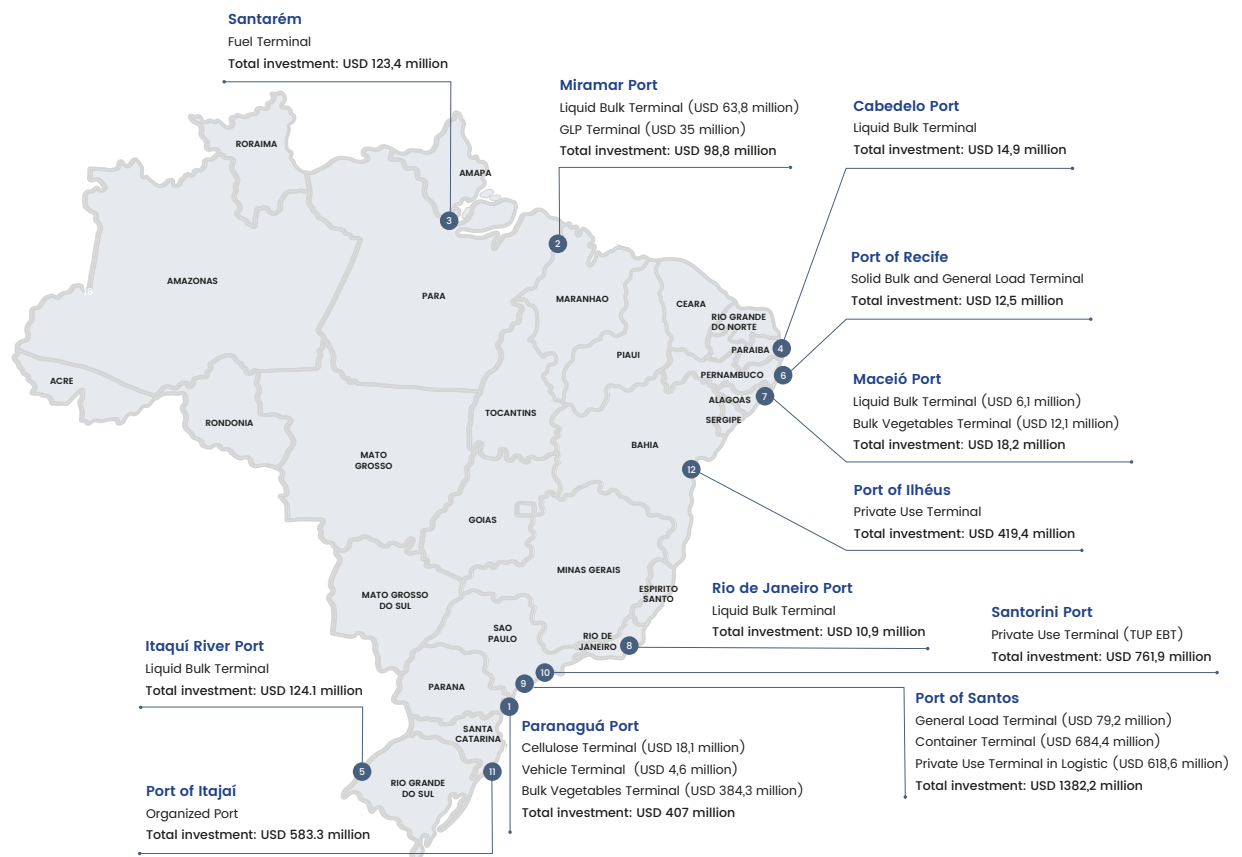 Santarém
Fuel Terminal
Total investment: USD 123,4 million
Miramar Port
Liquid Bulk Terminal (USD 63,8 million)
GLP Terminal (USD 35 million)
Total investment: USD 98,8 million
Cabedelo Port
Liquid Bulk Terminal
Total investment: USD 14,9 million
Port of Recife
Solid Bulk and General Load Terminal
Total investment: USD 12,5 million
Maceió Port
Liquid Bulk Terminal (USD 6,1 million)
Bulk Vegetables Terminal (USD 12,1 million)
Total investment: USD 18,2 million
Port of Ilhéus
Private Use Terminal
Total investment: USD 419,4 million
Rio de Janeiro Port
Liquid Bulk Terminal
Total investment: USD 10,9 million
Santorini Port
Private Use Terminal (TUP EBT)
Total investment: USD 761,9 million
Port of Santos
General Load Terminal (USD 79,2 million)
Container Terminal (USD 684,4 million)
Private Use Terminal in Logistic (USD 618,6 million)
Total investment: USD 1382,2 million
Paranaguá Port
Cellulose Terminal (USD 18,1 million)
Vehicle Terminal (USD 4,6 million)
Bulk Vegetables Terminal (USD 384,3 million)
Total investment: USD 407 million
Itaquí River Port
Liquid Bulk Terminal
Total investment: USD 124.1 million
Port of Itajaí
Organized Port
Total investment: USD 583.3 million
RORAIMA
AMAPA
3
2
AMAZONAS
PARA
MARANHAO
CEARA
RIO GRANDE
DO NORTE
PARAIBA
4
PIAUI
PERNAMBUCO
6
ALAGOAS
7
SERGIPE
ACRE
RONDONIA
TOCANTINS
BAHIA
12
MATO
GROSSO
GOIAS
MINAS GERAIS
ESPIRITO
SANTO
MATO GROSSO
DO SUL
SAO
PAULO
RIO DE
JANEIRO
8
10
9
PARANA
1
SANTA
CATARINA
5
11
RIO GRANDE
DO SUL